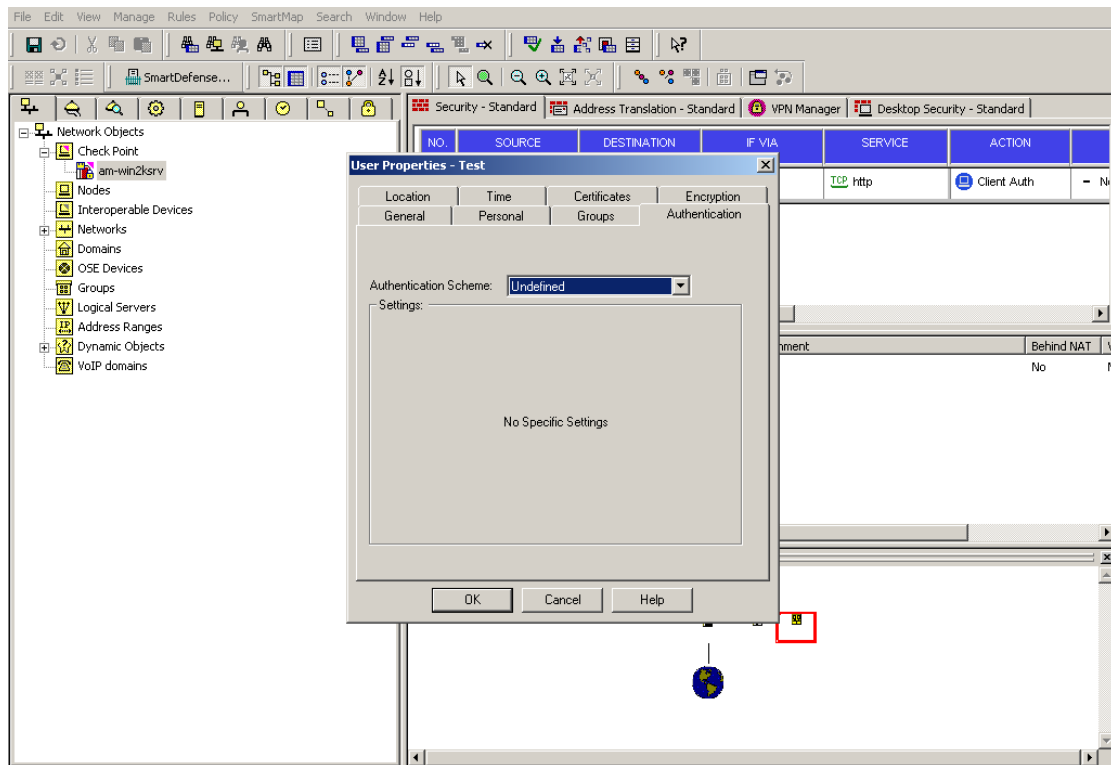 File Edit View Manage Rules Policy SmartMap Search Window Help
SmartDefense...
Security - Standard Address Translation - Standard VPN Manager Desktop Security - Standard
Network Objects
Check Point
am-win2ksrv
Nodes
Interoperable Devices
Networks
Domains
OSE Devices
Groups
Logical Servers
Address Ranges
Dynamic Objects
VoIP domains
NO. SOURCE DESTINATION IF VIA SERVICE ACTION
TCP http Client Auth
User Properties - Test
Location Time Certificates Encryption
General Personal Groups Authentication
Authentication Scheme: Undefined
Settings:
No Specific Settings
OK Cancel Help
Behind NAT
No